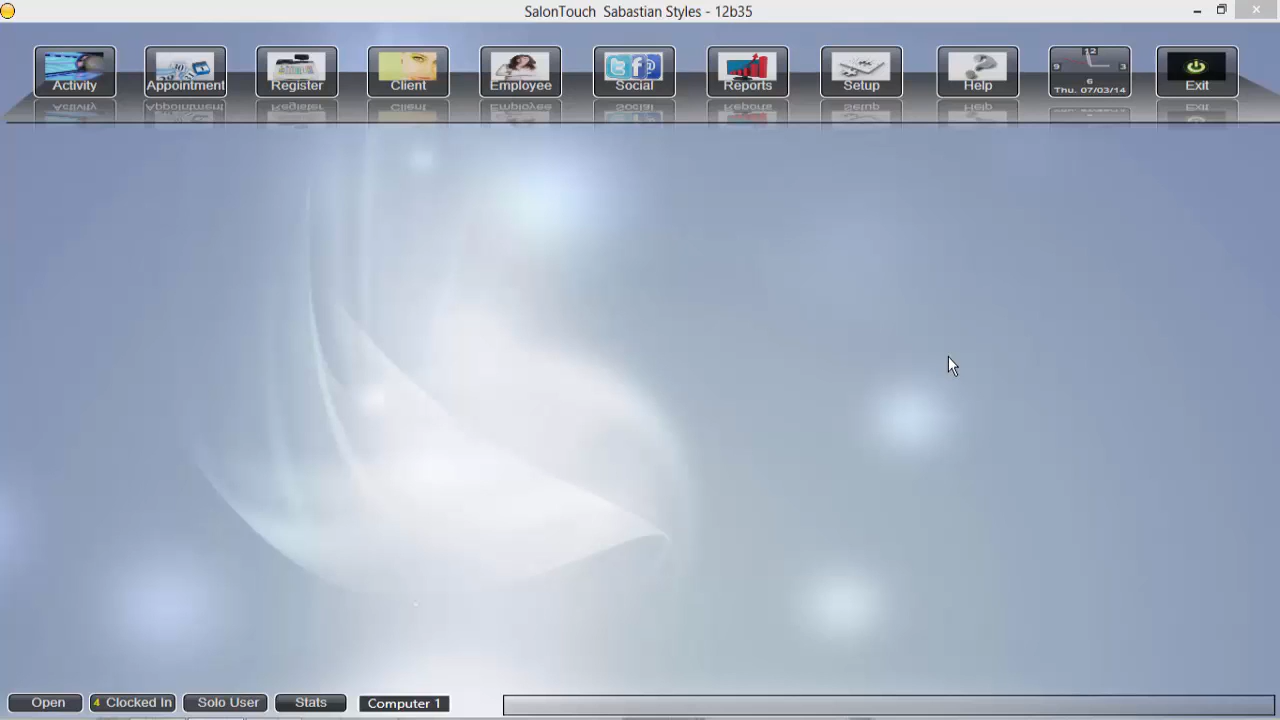 SalonTouch Sabastian Styles - 12b35
Activity
Appointment
Register
Client
Employee
Social
Reports
Setup
Help
12
9 3
6
Thu. 07/03/14
Exit
Open
4 Clocked In
Solo User
Stats
Computer 1